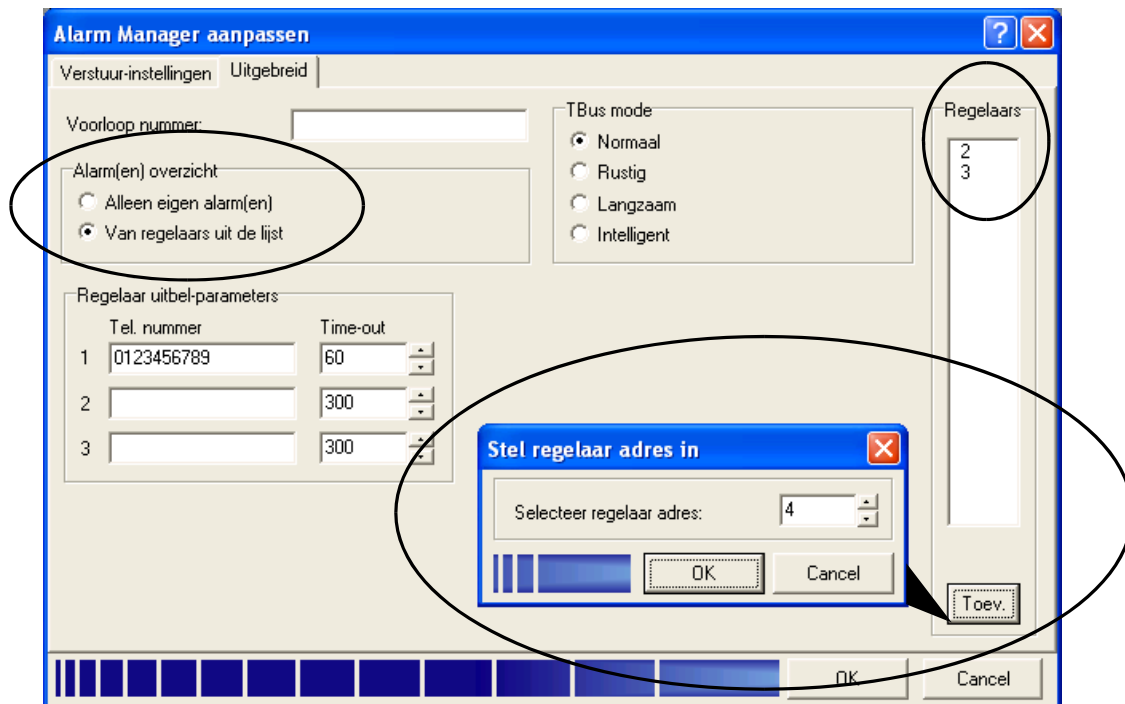 Alarm Manager aanpassen
Verstuur-instellingen Uitgebreid
Voorloop nummer:
Alarm(en) overzicht
Alleen eigen alarm(en)
Van regelaars uit de lijst
TBus mode
Normaal
Rustig
Langzaam
Intelligent
Regelaars
2
3
Regelaar uitbel-parameters
Tel. nummer Time-out
1 0123456789 60
2 300
3 300
Stel regelaar adres in
Selecteer regelaar adres: 4
OK Cancel
Toev.
OK Cancel